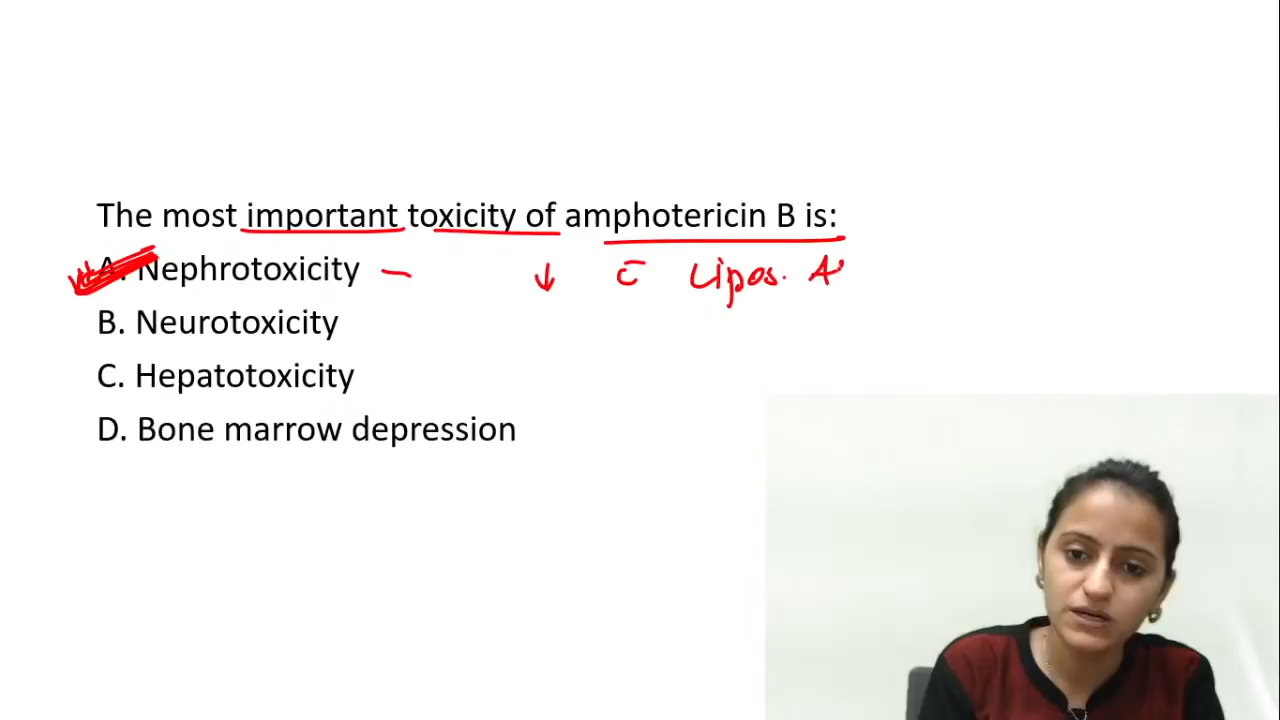 The most important toxicity of amphotericin B is:
A. Nephrotoxicity – ↓ c̄ Lipos. A
B. Neurotoxicity
C. Hepatotoxicity
D. Bone marrow depression